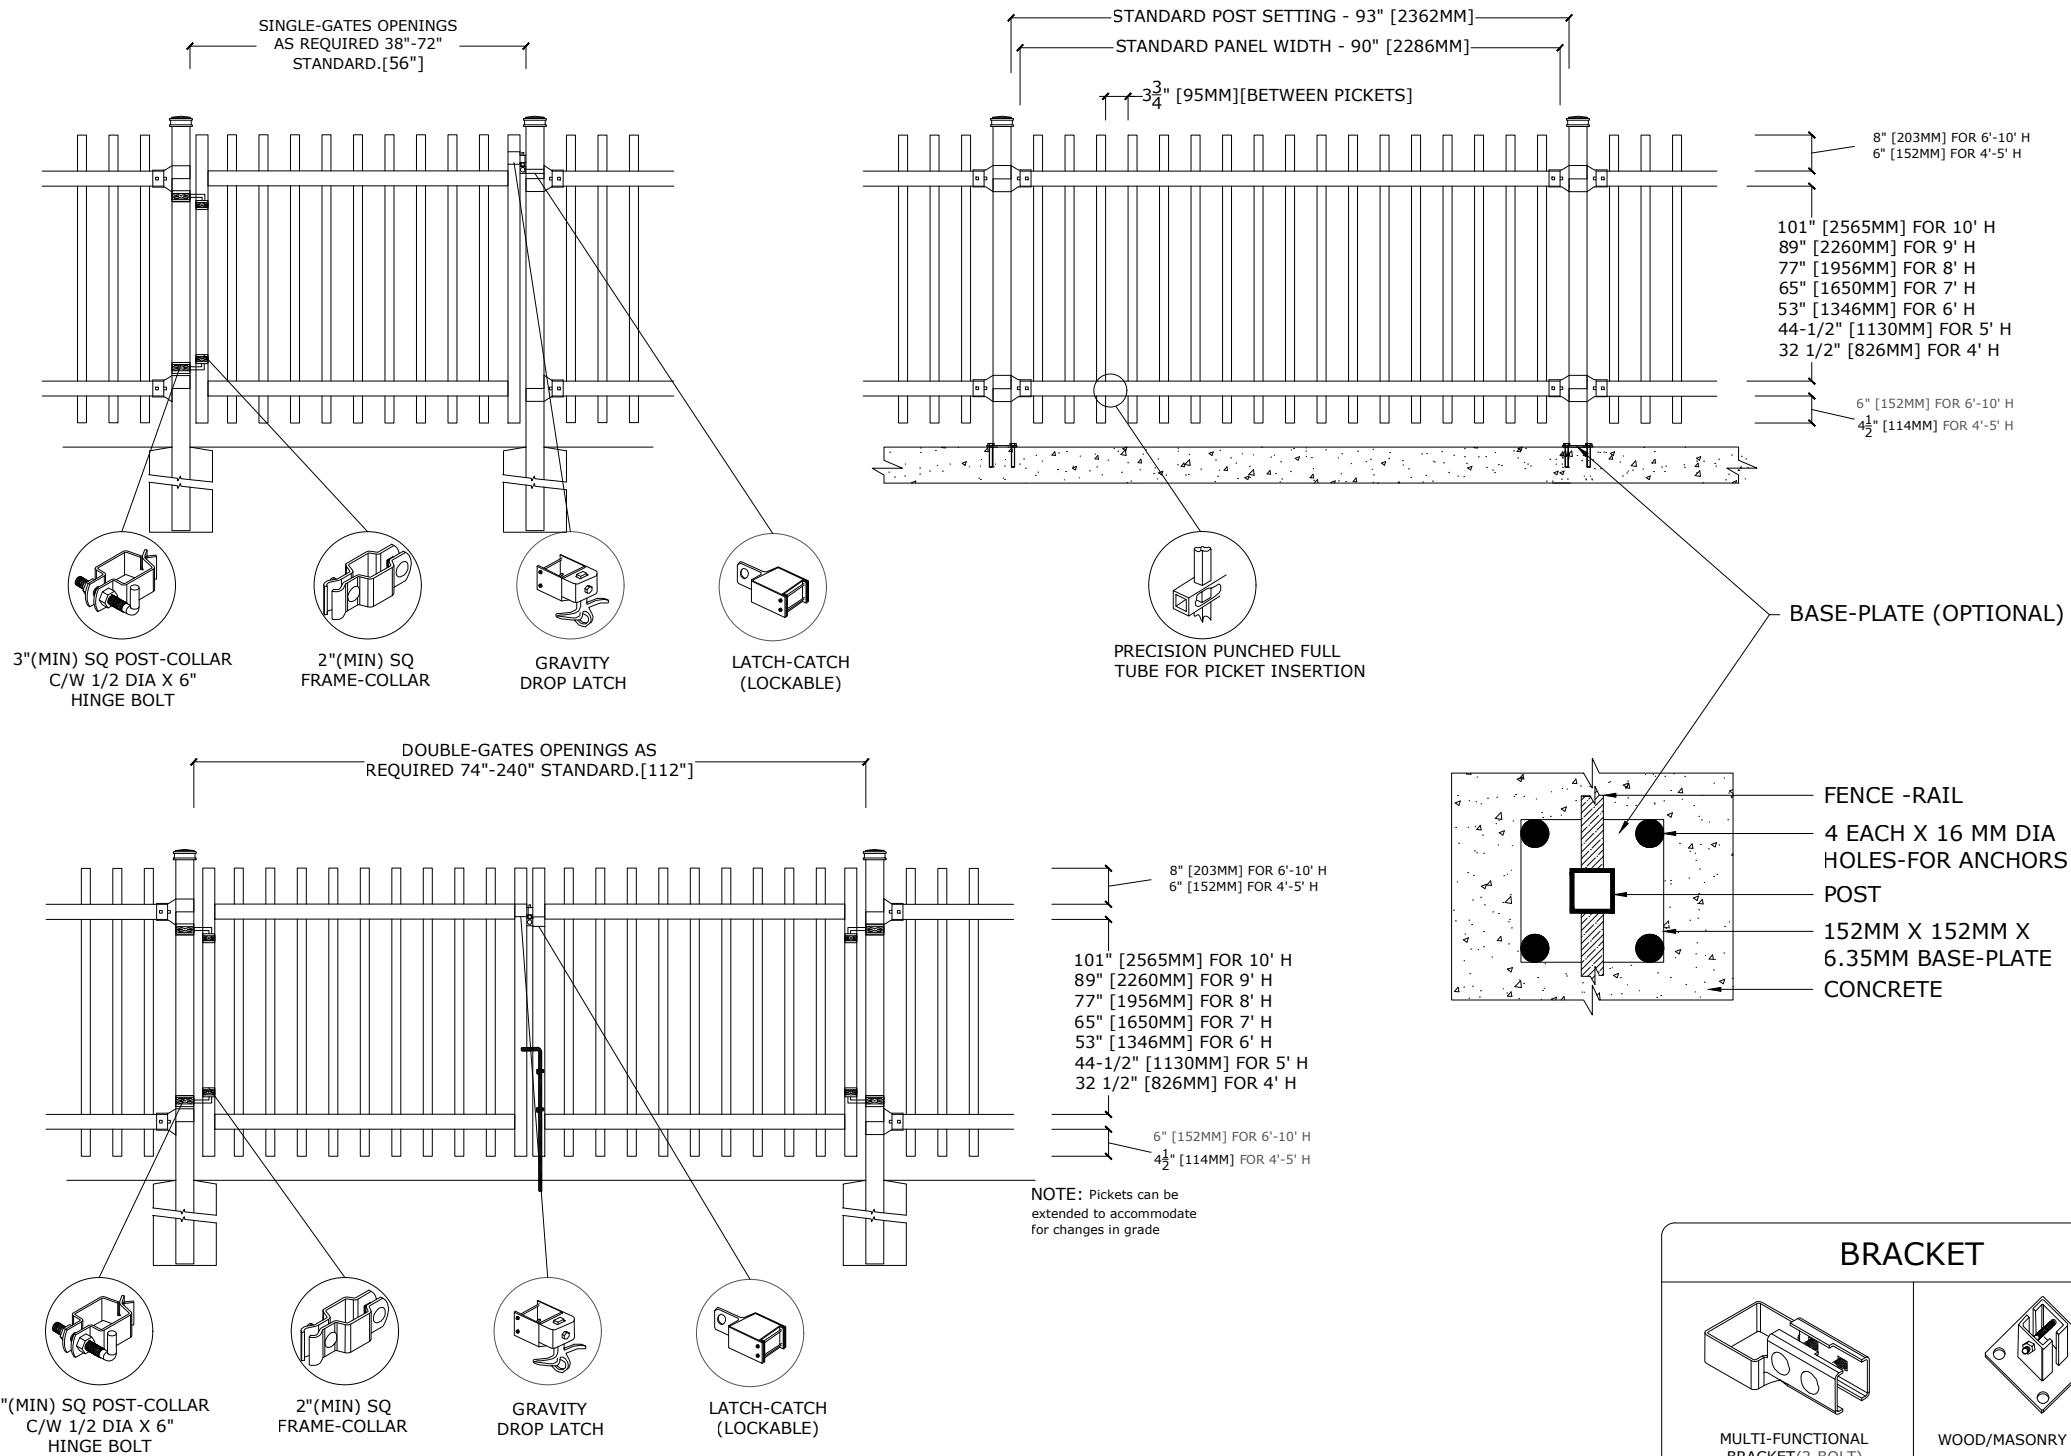 SINGLE-GATES OPENINGS
AS REQUIRED 38"-72"
STANDARD.[56"]
STANDARD POST SETTING - 93" [2362MM]
STANDARD PANEL WIDTH - 90" [2286MM]
3 3/4" [95MM][BETWEEN PICKETS]
8" [203MM] FOR 6'-10' H
6" [152MM] FOR 4'-5' H
101" [2565MM] FOR 10' H
89" [2260MM] FOR 9' H
77" [1956MM] FOR 8' H
65" [1650MM] FOR 7' H
53" [1346MM] FOR 6' H
44-1/2" [1130MM] FOR 5' H
32 1/2" [826MM] FOR 4' H
6" [152MM] FOR 6'-10' H
4 1/2" [114MM] FOR 4'-5' H
3"(MIN) SQ POST-COLLAR
C/W 1/2 DIA X 6"
HINGE BOLT
2"(MIN) SQ
FRAME-COLLAR
GRAVITY
DROP LATCH
LATCH-CATCH
(LOCKABLE)
PRECISION PUNCHED FULL
TUBE FOR PICKET INSERTION
BASE-PLATE (OPTIONAL)
FENCE -RAIL
4 EACH X 16 MM DIA
HOLES-FOR ANCHORS
POST
152MM X 152MM X
6.35MM BASE-PLATE
CONCRETE
DOUBLE-GATES OPENINGS AS
REQUIRED 74"-240" STANDARD.[112"]
8" [203MM] FOR 6'-10' H
6" [152MM] FOR 4'-5' H
101" [2565MM] FOR 10' H
89" [2260MM] FOR 9' H
77" [1956MM] FOR 8' H
65" [1650MM] FOR 7' H
53" [1346MM] FOR 6' H
44-1/2" [1130MM] FOR 5' H
32 1/2" [826MM] FOR 4' H
6" [152MM] FOR 6'-10' H
4 1/2" [114MM] FOR 4'-5' H
NOTE: Pickets can be
extended to accommodate
for changes in grade
"(MIN) SQ POST-COLLAR
C/W 1/2 DIA X 6"
HINGE BOLT
2"(MIN) SQ
FRAME-COLLAR
GRAVITY
DROP LATCH
LATCH-CATCH
(LOCKABLE)
BRACKET
MULTI-FUNCTIONAL
BRACKET(2-BOLT)
WOOD/MASONRY